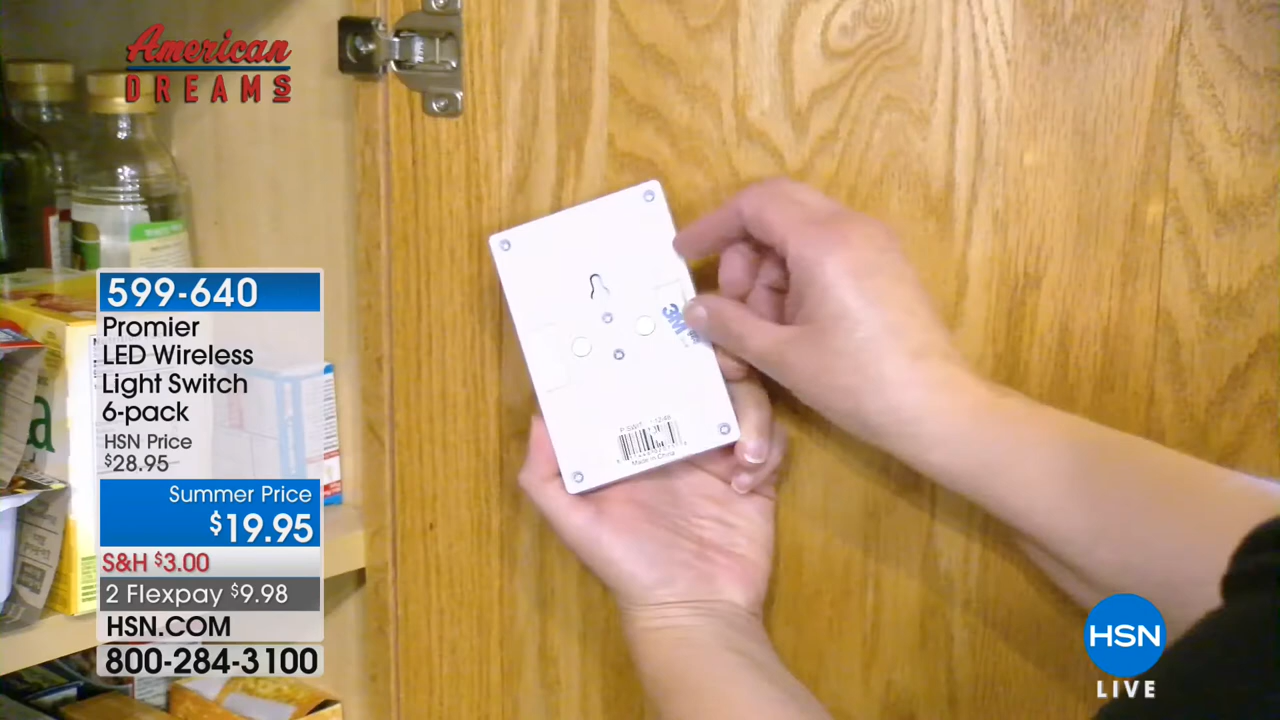 American
DREAMS
599-640
Promier
LED Wireless
Light Switch
6-pack
HSN Price
$28.95
Summer Price
$19.95
S&H $3.00
2 Flexpay $9.98
HSN.COM
800-284-3100
3M
Made in China
HSN
LIVE